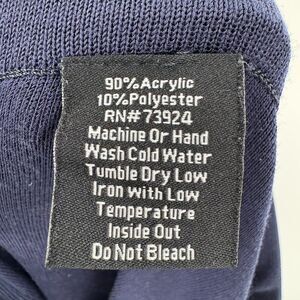 90% Acrylic
10% Polyester
RN# 73924
Machine Or Hand
Wash Cold Water
Tumble Dry Low
Iron With Low
Temperature
Inside Out
Do Not Bleach